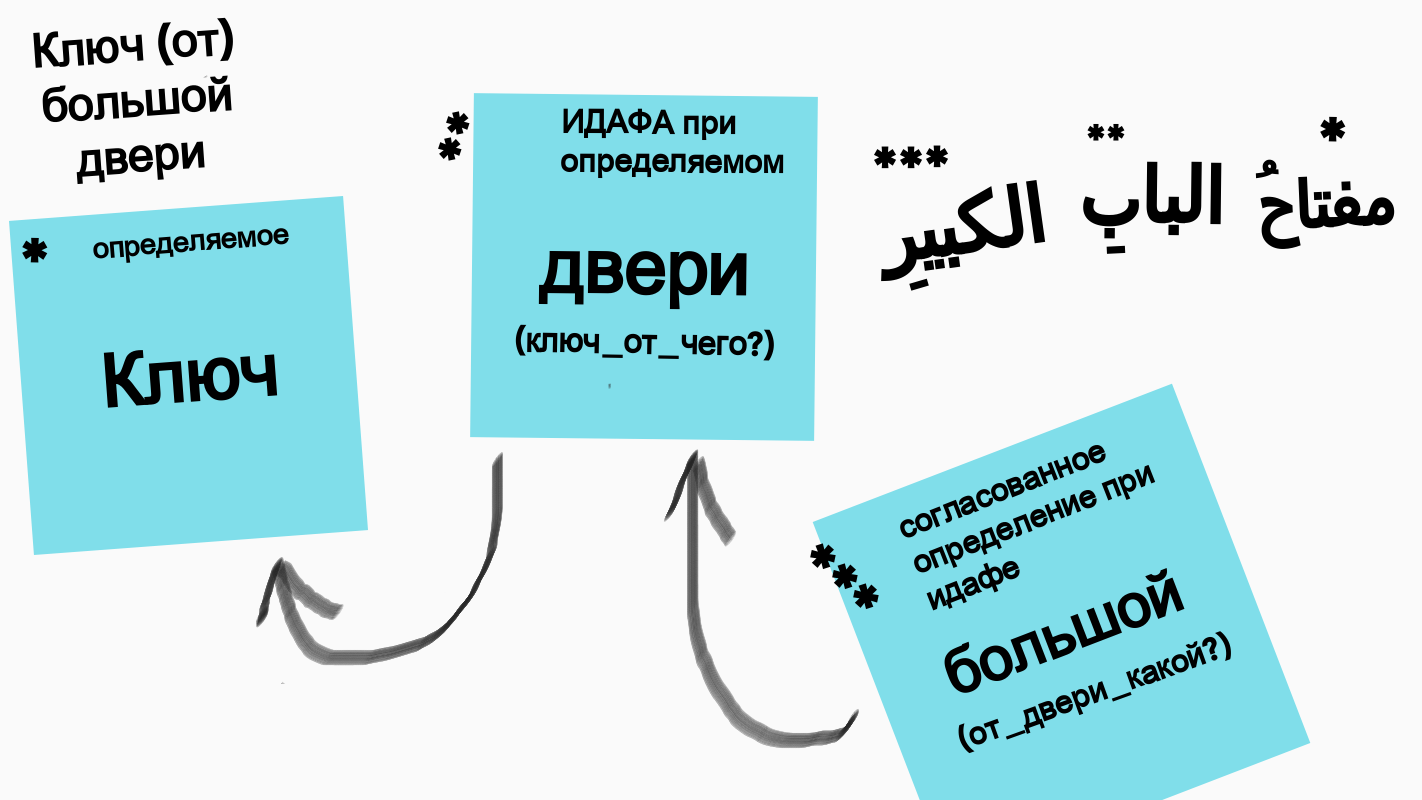 Ключ (от)
большой
двери
* определяемое
Ключ
**
ИДАФА при
определяемом
двери
(ключ_от_чего?)
* ** ***
مفتاحُ البابِ الكبيرِ
***
согласованное
определение при
идафе
большой
(от_двери_какой?)